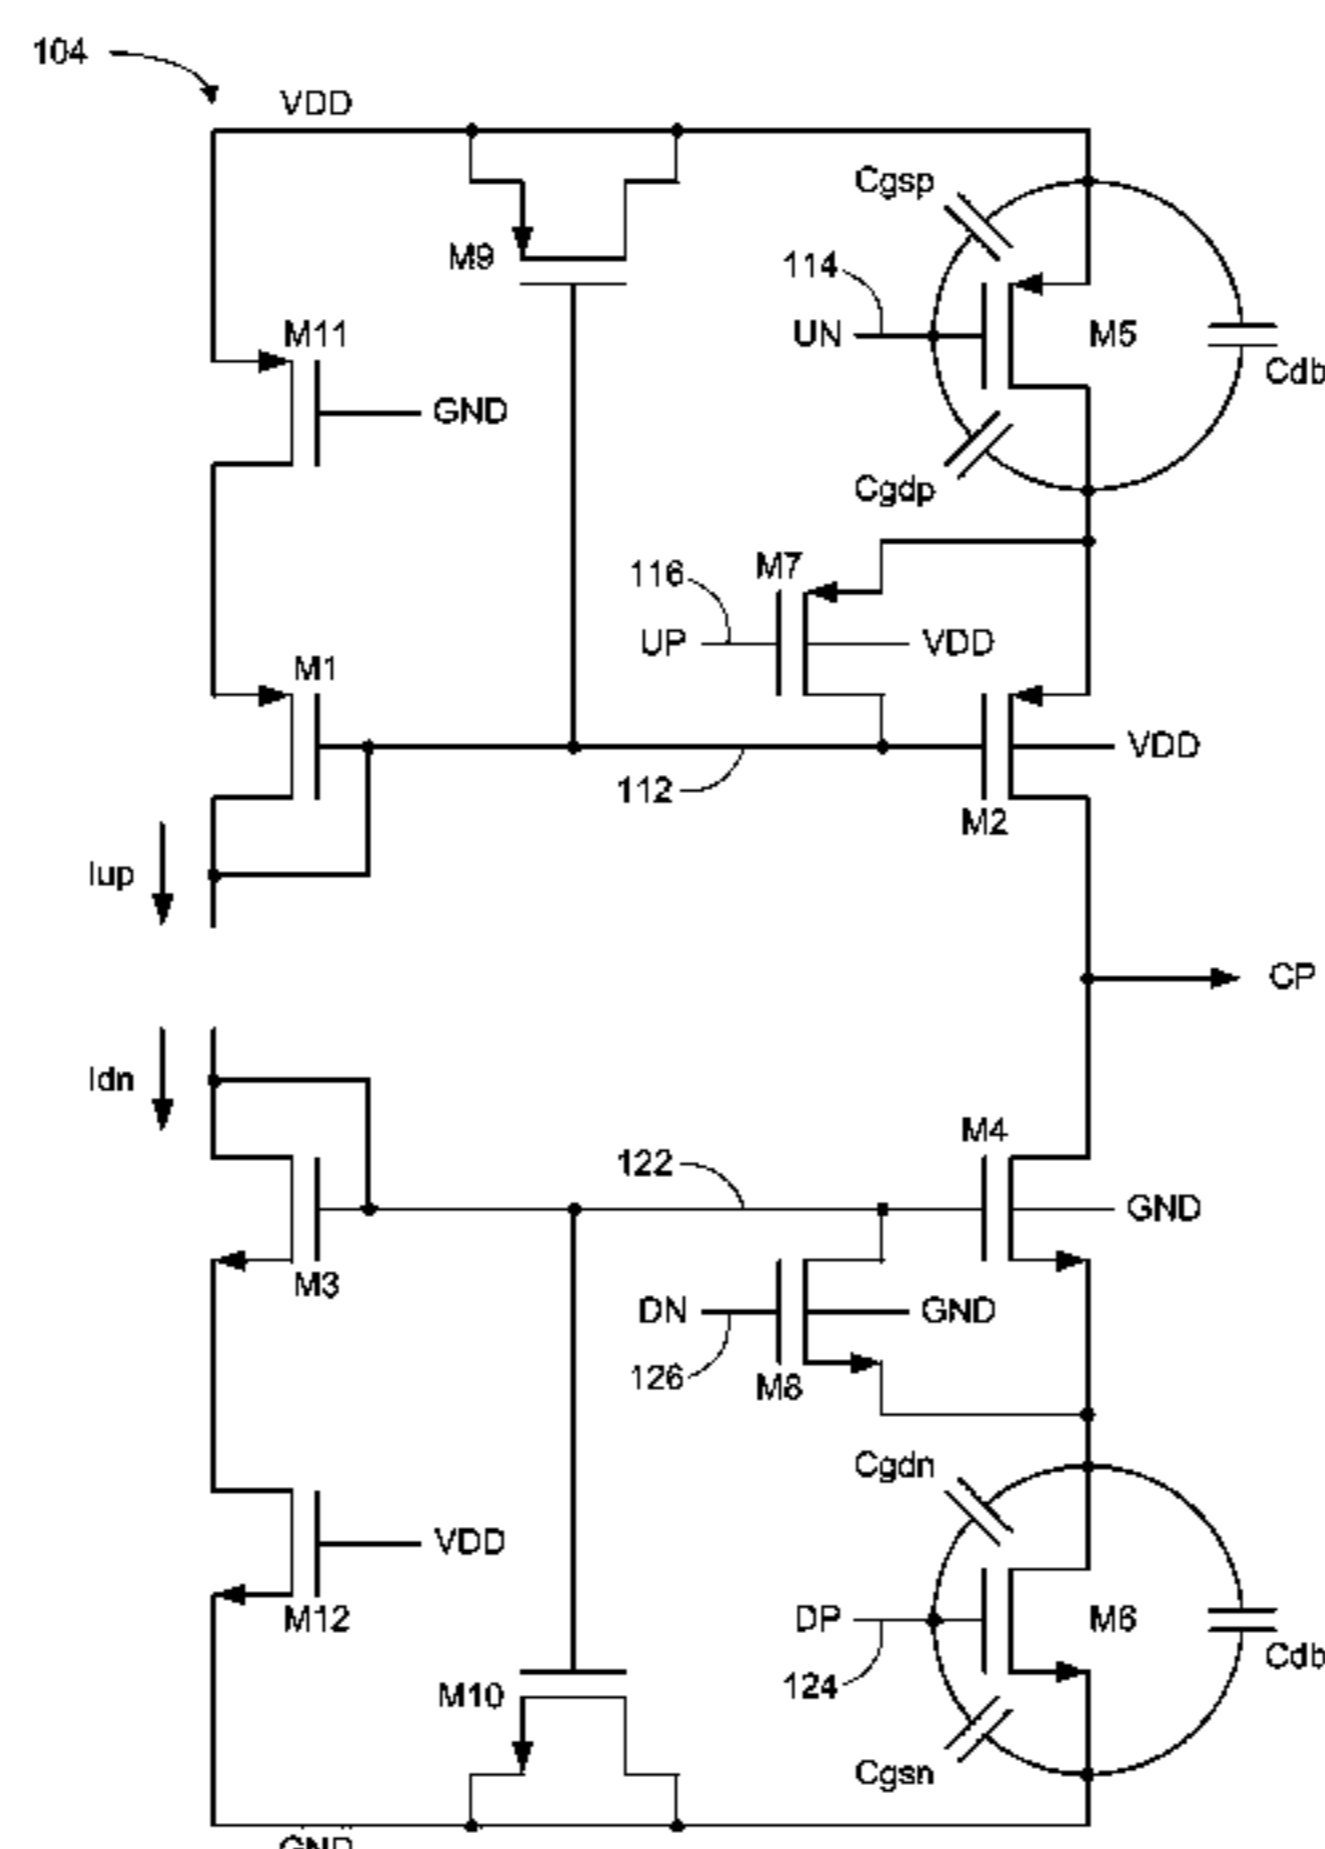 104
VDD
Cgsp
M9
114
M11
UN
M5
Cdb
GND
Cgdp
M7
116
UP
VDD
M1
VDD
112
M2
Iup
CP
Idn
M4
122
GND
M3
DN
GND
126
M8
Cgdn
VDD
M12
DP
M6
Cdb
124
M10
Cgsn
GND